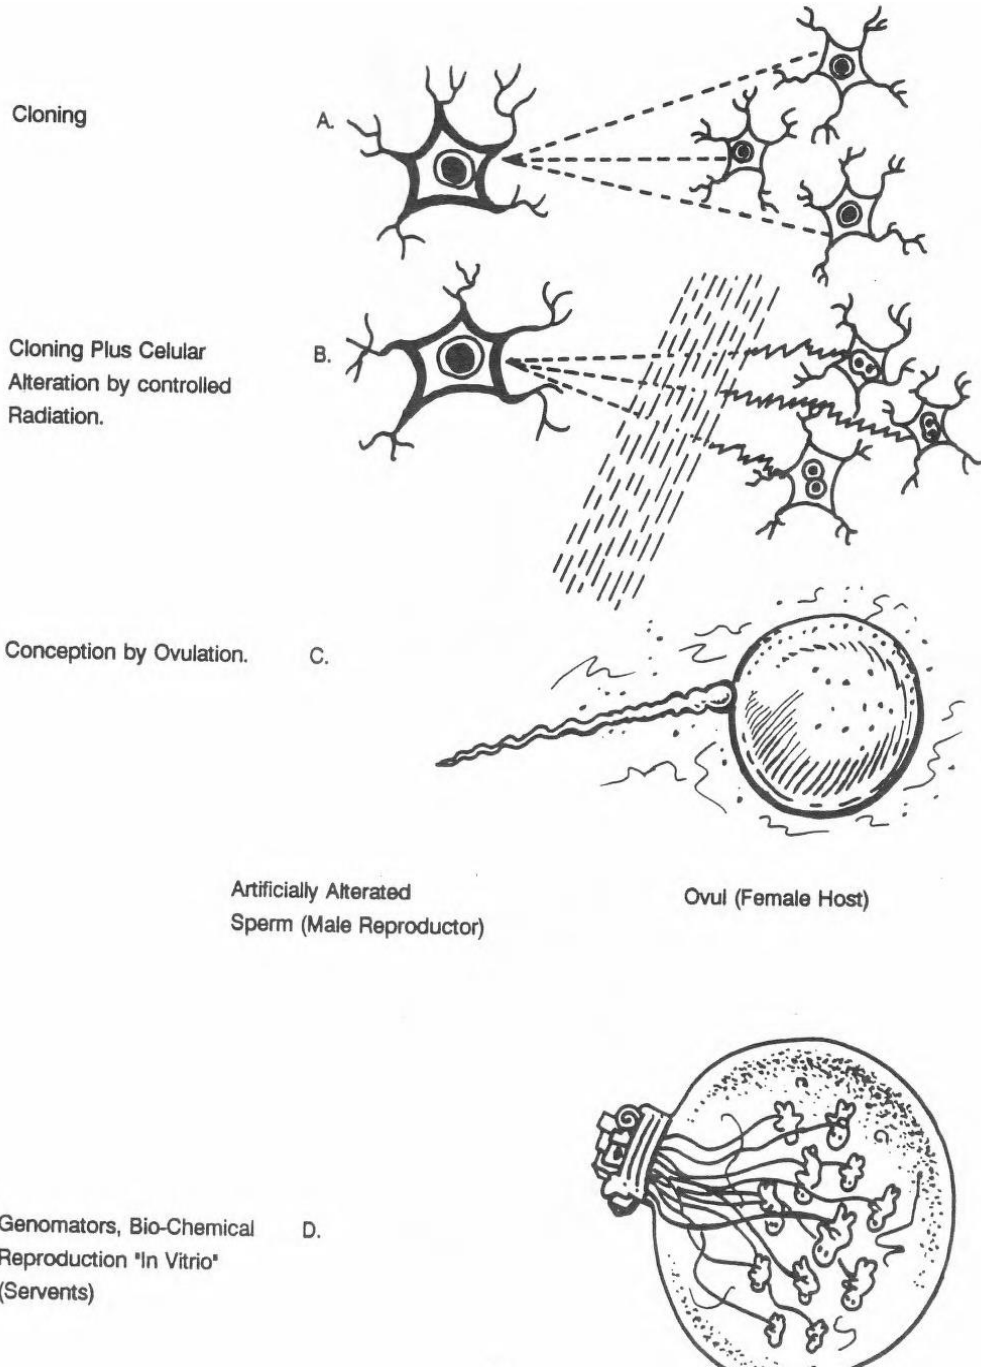 Cloning
A.
Cloning Plus Celular
Alteration by controlled
Radiation.
B.
Conception by Ovulation.
C.
Artificially Alterated
Sperm (Male Reproductor)
Ovul (Female Host)
Genomators, Bio-Chemical
Reproduction "In Vitrio"
(Servents)
D.